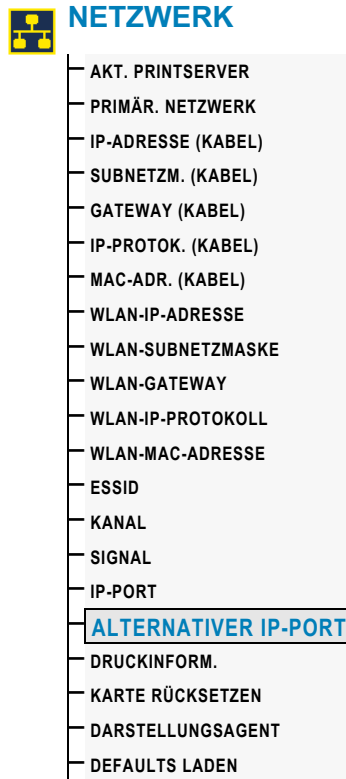 NETZWERK
AKT. PRINTSERVER
PRIMÄR. NETZWERK
IP-ADRESSE (KABEL)
SUBNETZM. (KABEL)
GATEWAY (KABEL)
IP-PROTOK. (KABEL)
MAC-ADR. (KABEL)
WLAN-IP-ADRESSE
WLAN-SUBNETZMASKE
WLAN-GATEWAY
WLAN-IP-PROTOKOLL
WLAN-MAC-ADRESSE
ESSID
KANAL
SIGNAL
IP-PORT
ALTERNATIVER IP-PORT
DRUCKINFORM.
KARTE RÜCKSETZEN
DARSTELLUNGSAGENT
DEFAULTS LADEN